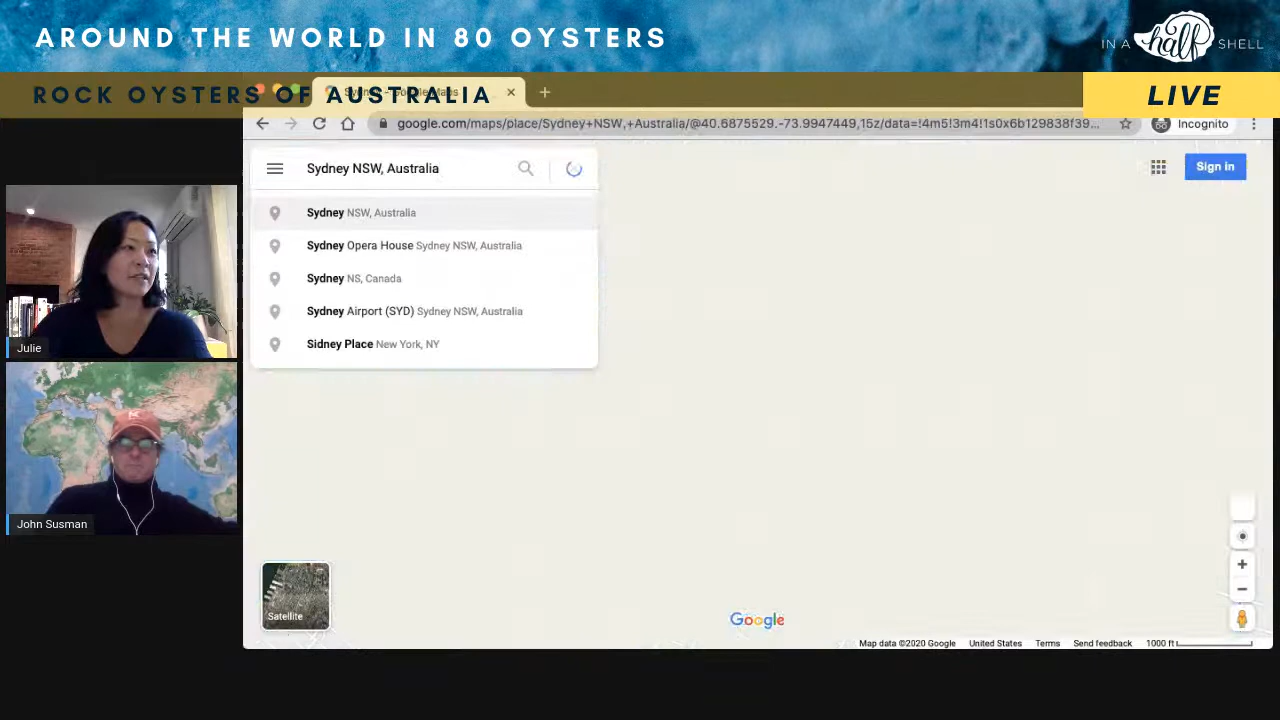 AROUND THE WORLD IN 80 OYSTERS
IN A half SHELL
ROCK OYSTERS OF AUSTRALIA
LIVE
google.com/maps/place/Sydney+NSW,+Australia/@40.6875529,-73.9947449,15z/data=!4m5!3m4!1s0x6b129838f39...
Incognito
Sydney NSW, Australia
Sign in
Sydney NSW, Australia
Sydney Opera House Sydney NSW, Australia
Sydney NS, Canada
Sydney Airport (SYD) Sydney NSW, Australia
Sidney Place New York, NY
Julie
John Susman
Satellite
Google
Map data ©2020 Google United States Terms Send feedback 1000 ft